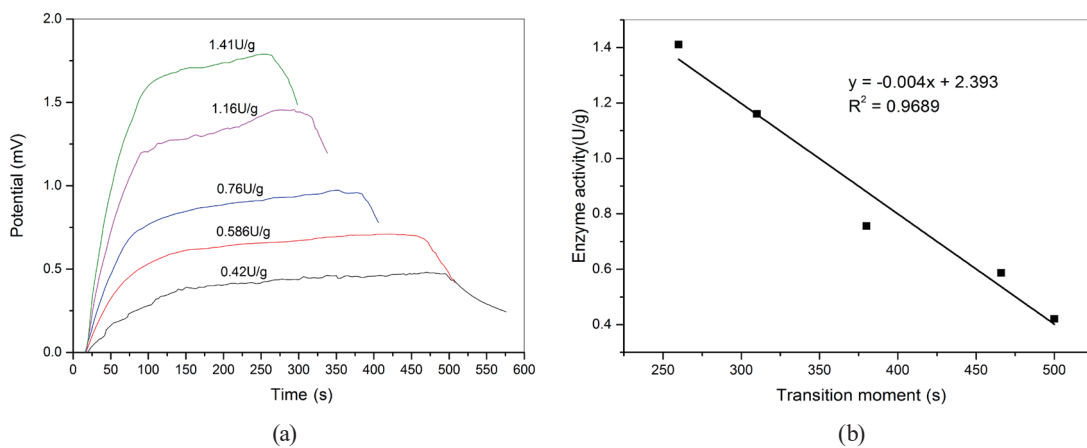 2.0
1.5
1.0
0.5
0.0
Potential (mV)
1.41U/g
1.16U/g
0.76U/g
0.586U/g
0.42U/g
0 25 50 100 150 200 250 300 350 400 450 500 550 600
Time (s)
(a)
1.4
1.2
1.0
0.8
0.6
0.4
Enzyme activity(U/g)
y = -0.004x + 2.393
R² = 0.9689
250 300 350 400 450 500
Transition moment (s)
(b)